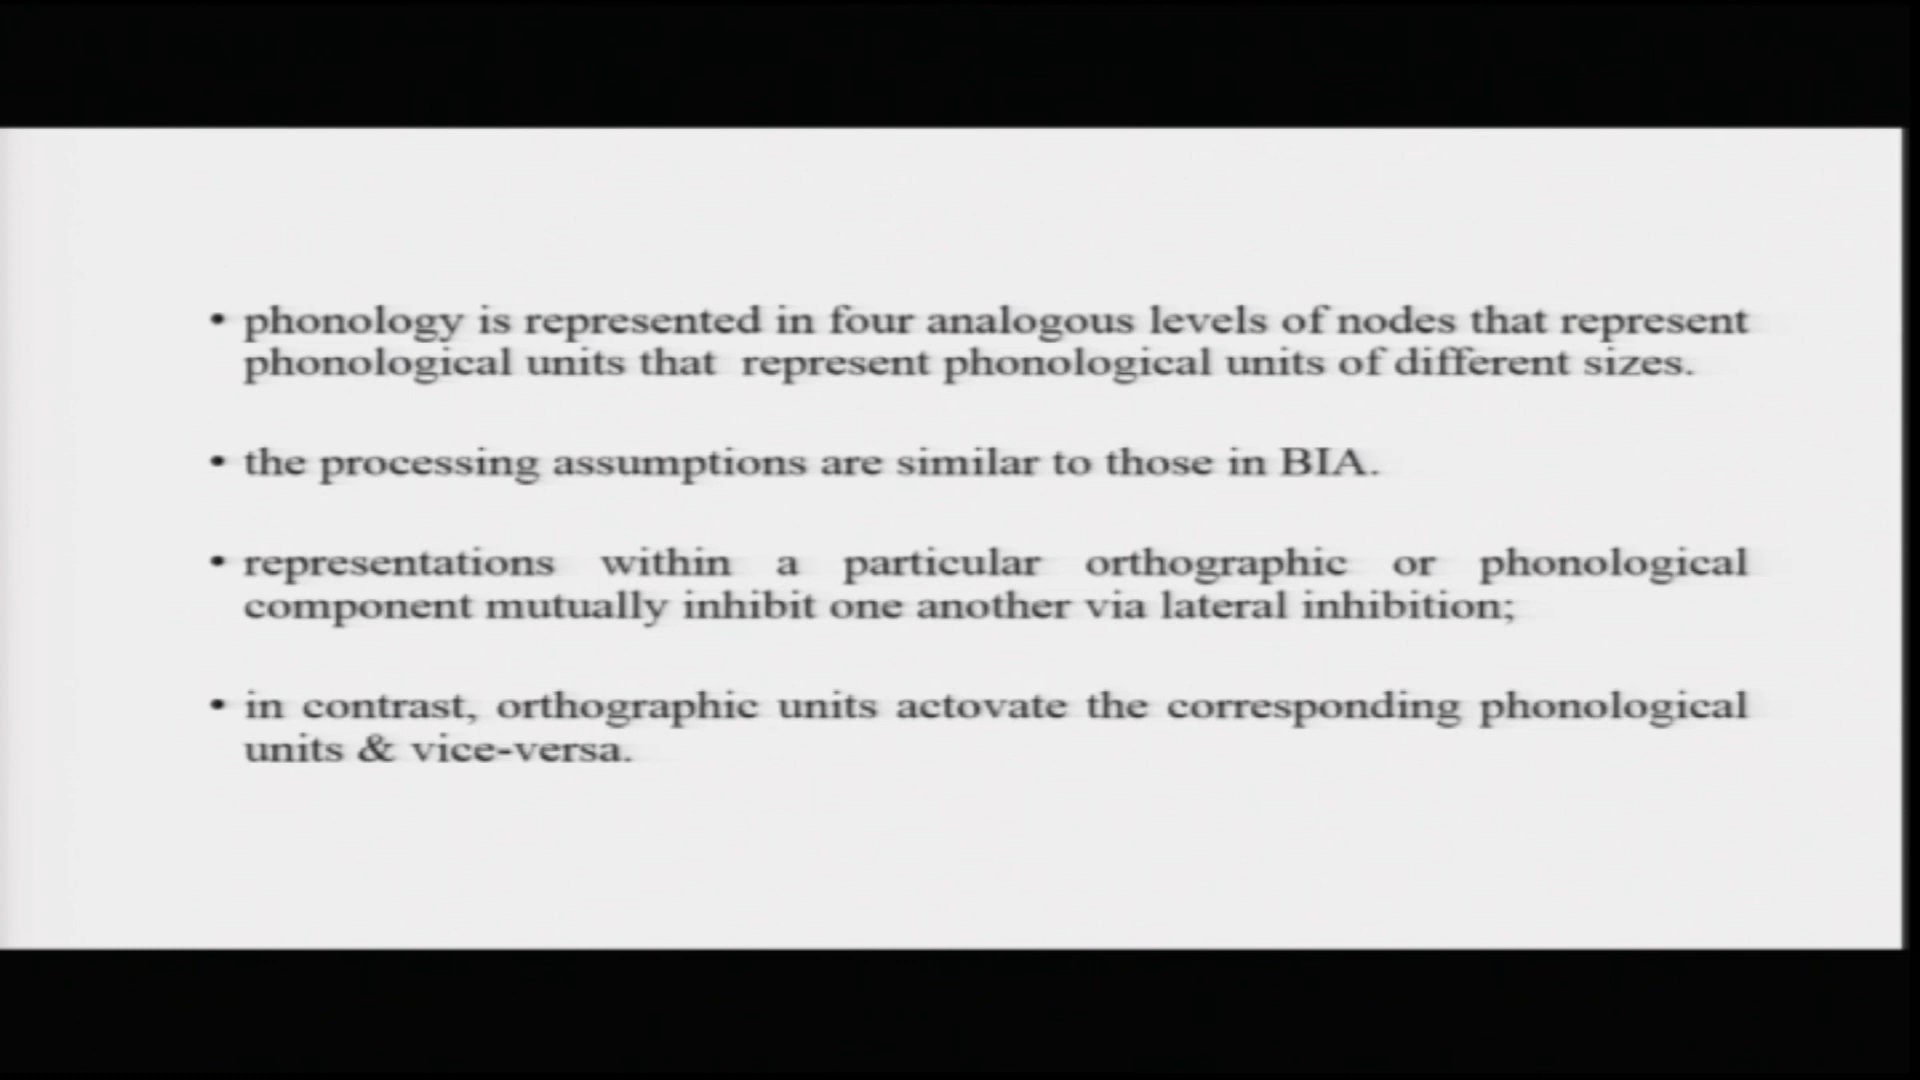 • phonology is represented in four analogous levels of nodes that represent
phonological units that represent phonological units of different sizes.
• the processing assumptions are similar to those in BIA.
• representations within a particular orthographic or phonological
component mutually inhibit one another via lateral inhibition;
• in contrast, orthographic units actovate the corresponding phonological
units & vice-versa.